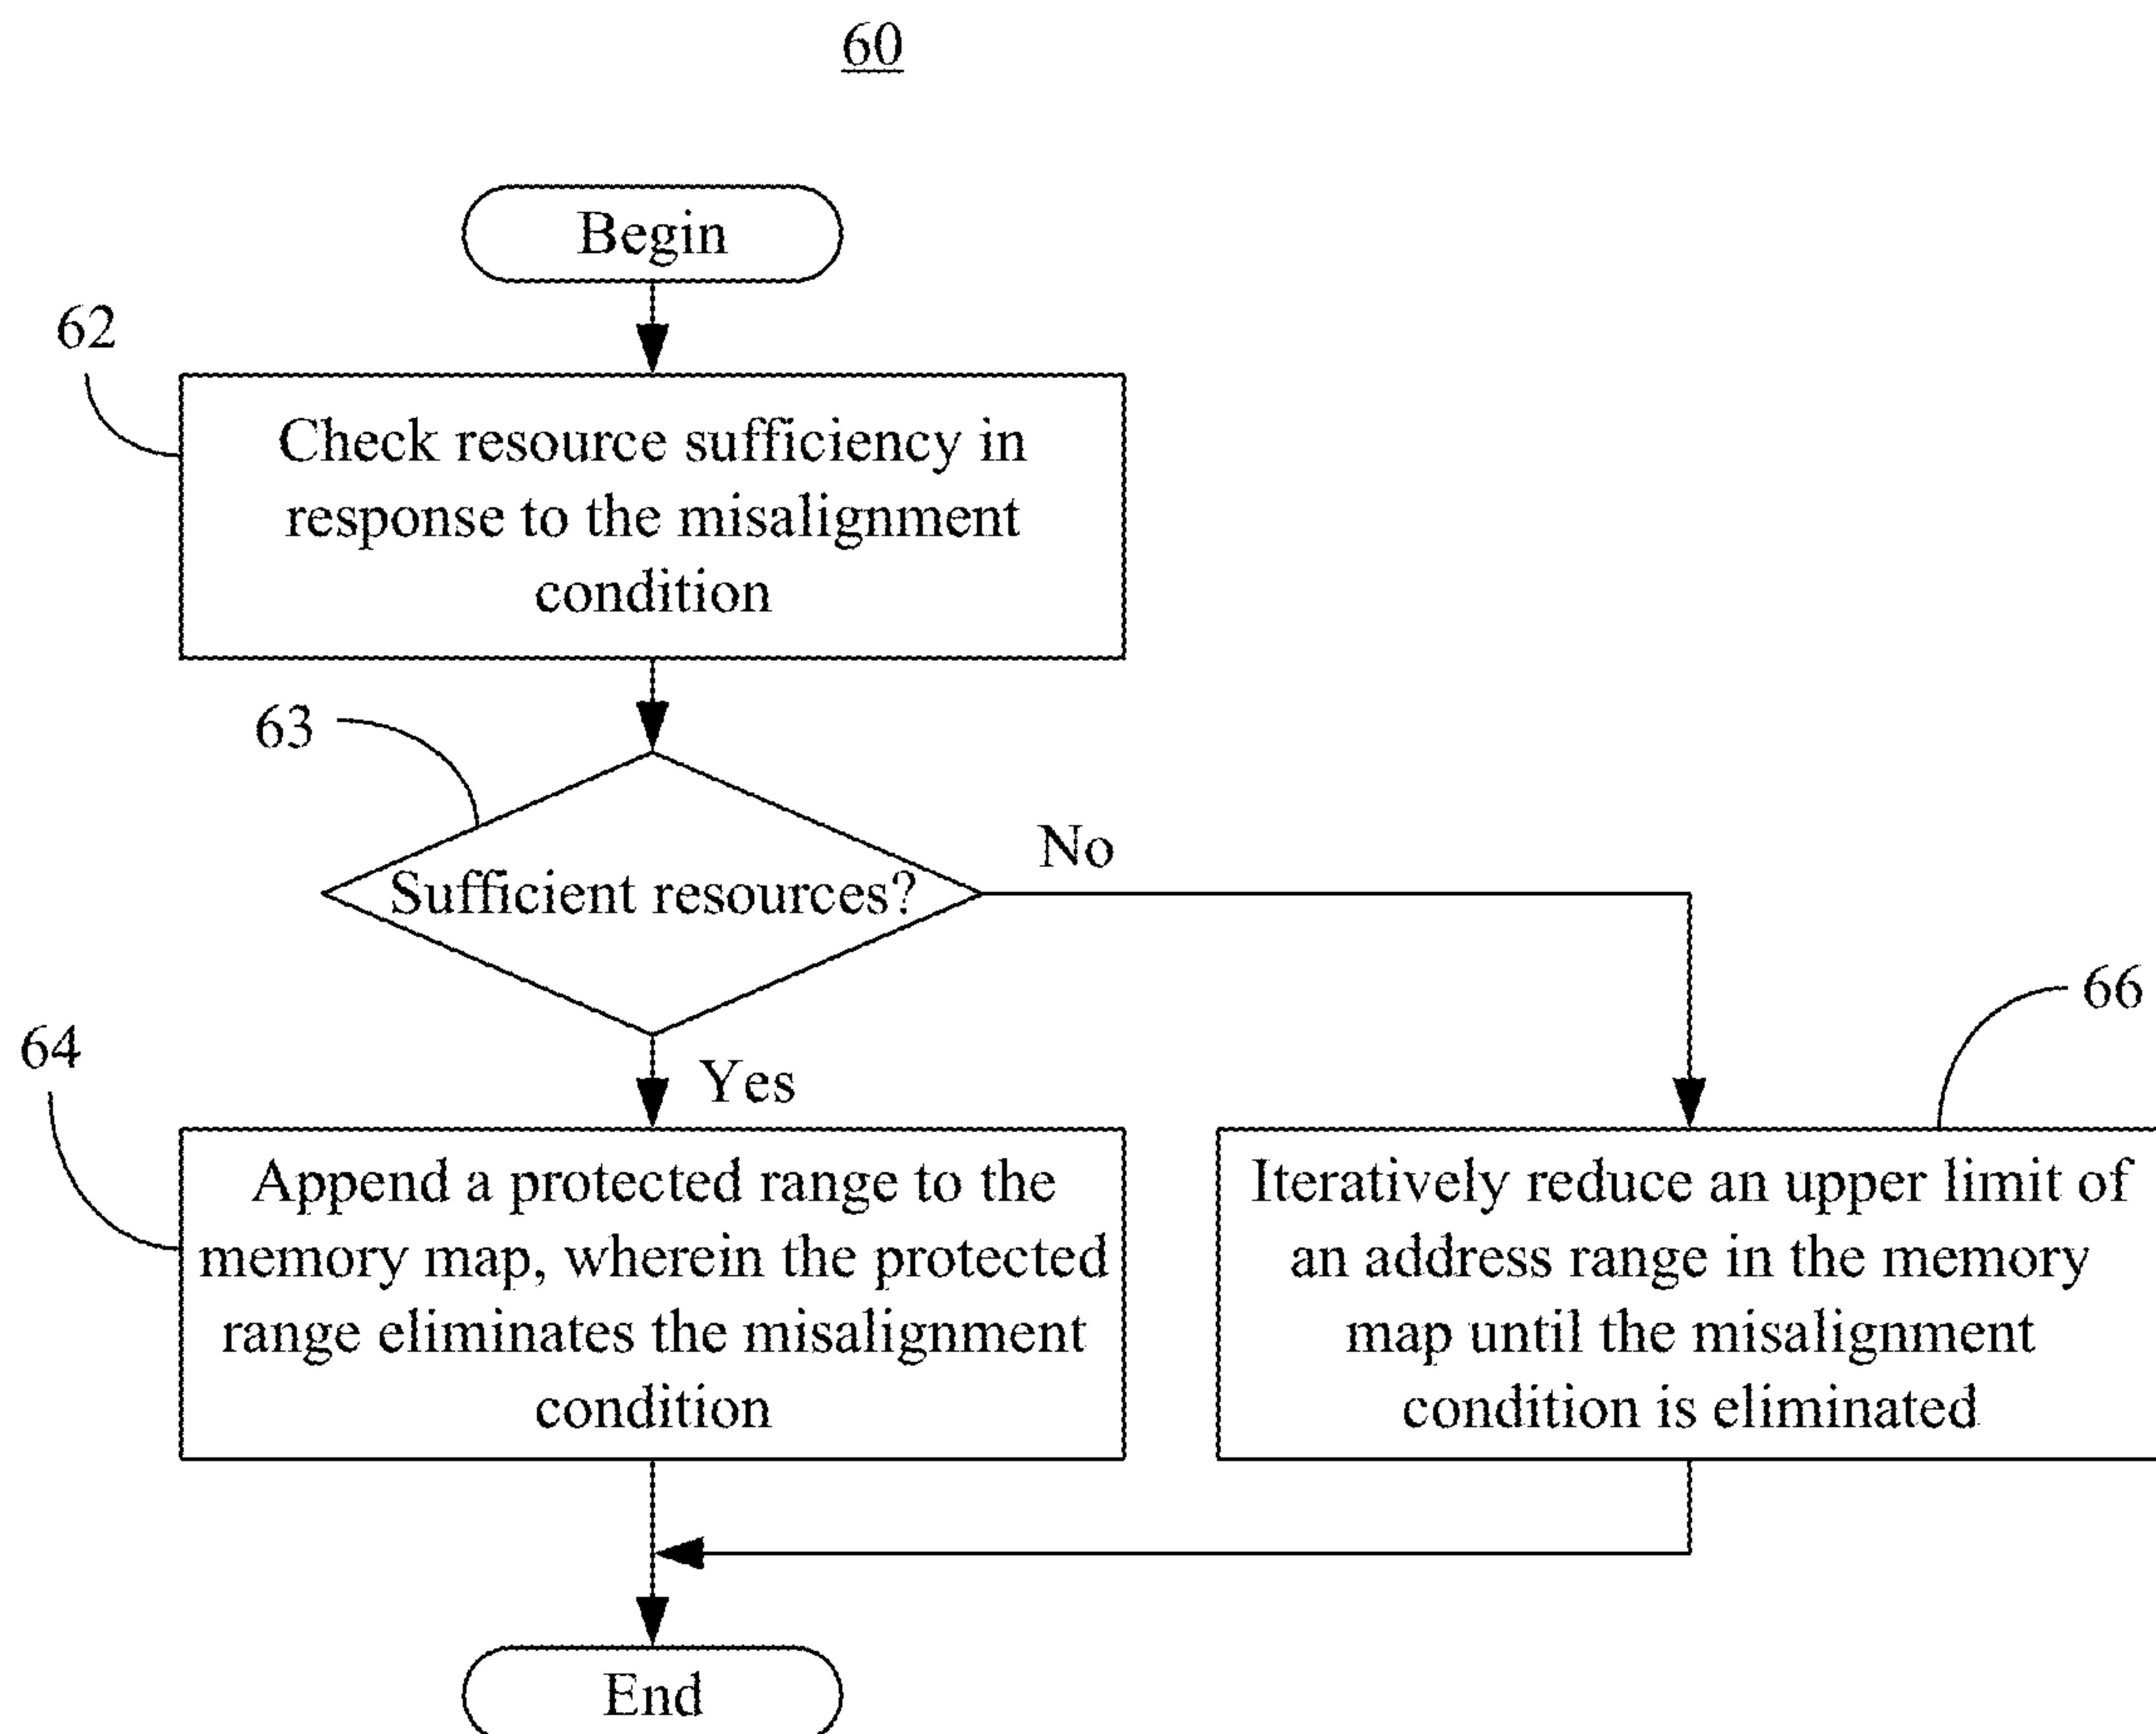 60
Begin
62
Check resource sufficiency in
response to the misalignment
condition
63
Sufficient resources?
No
Yes
64
Append a protected range to the
memory map, wherein the protected
range eliminates the misalignment
condition
66
Iteratively reduce an upper limit of
an address range in the memory
map until the misalignment
condition is eliminated
End